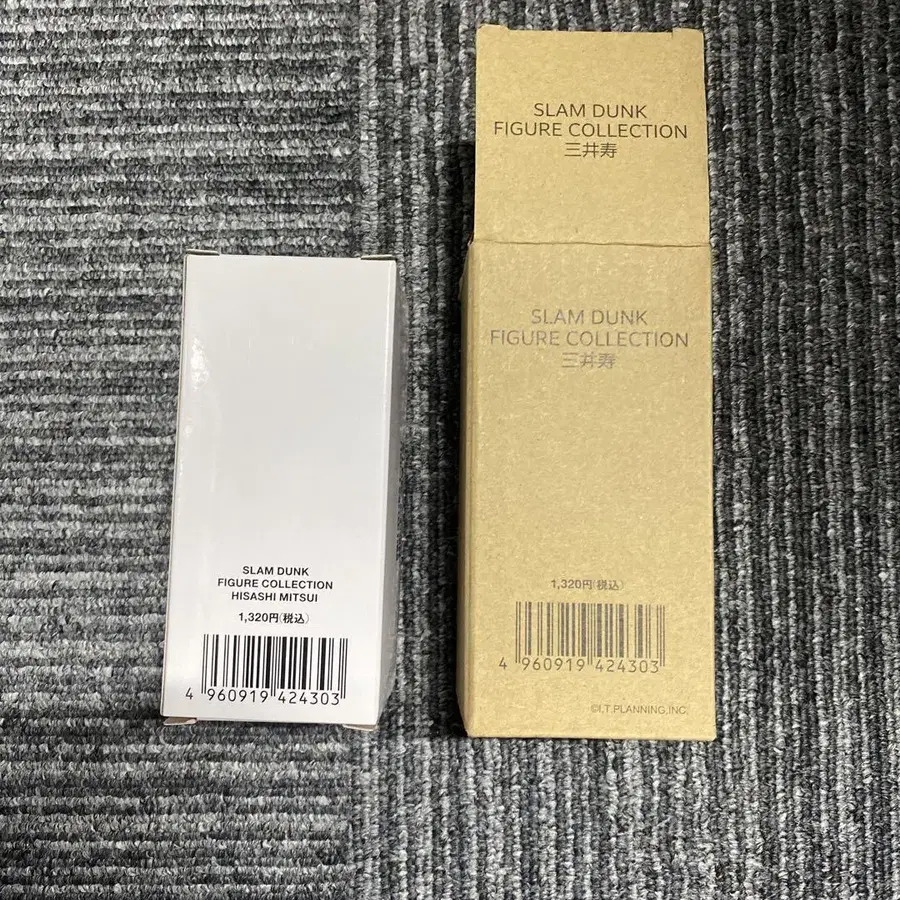 SLAM DUNK
FIGURE COLLECTION
HISASHI MITSUI
1,320円(税込)
4 960919 424303
SLAM DUNK
FIGURE COLLECTION
三井寿
SLAM DUNK
FIGURE COLLECTION
三井寿
1,320円(税込)
4 960919 424303
©I.T.PLANNING,INC.